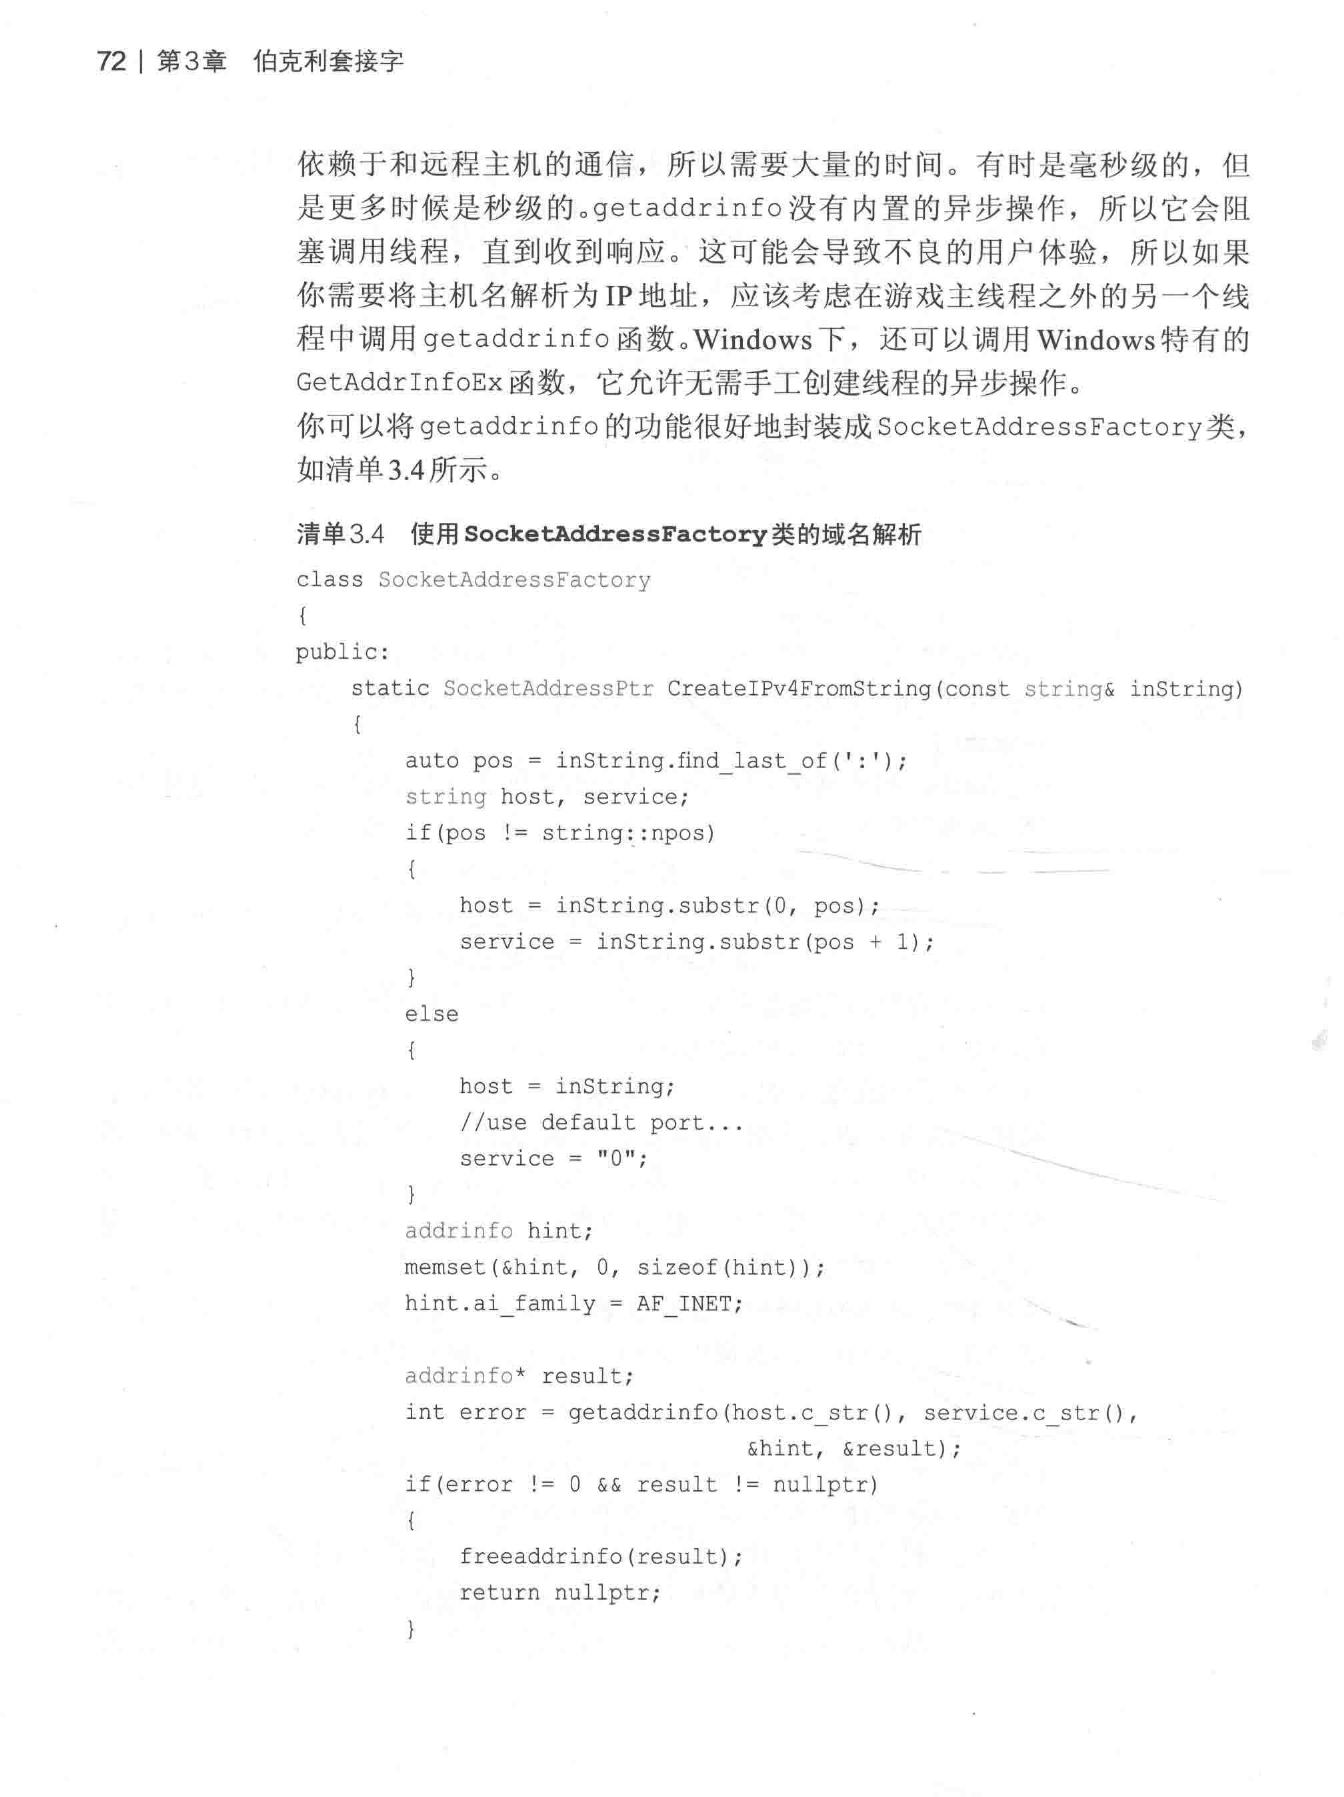 72 | 第3章 伯克利套接字
依赖于和远程主机的通信，所以需要大量的时间。有时是毫秒级的，但
是更多时候是秒级的。getaddrinfo没有内置的异步操作，所以它会阻
塞调用线程，直到收到响应。这可能会导致不良的用户体验，所以如果
你需要将主机名解析为IP地址，应该考虑在游戏主线程之外的另一个线
程中调用getaddrinfo函数。Windows下，还可以调用Windows特有的
GetAddrInfoEx函数，它允许无需手工创建线程的异步操作。
你可以将getaddrinfo的功能很好地封装成SocketAddressFactory类，
如清单3.4所示。
清单3.4 使用SocketAddressFactory类的域名解析
class SocketAddressFactory
{
public:
    static SocketAddressPtr CreateIPv4FromString(const string& inString)
    {
        auto pos = inString.find_last_of(':');
        string host, service;
        if(pos != string::npos)
        {
            host = inString.substr(0, pos);
            service = inString.substr(pos + 1);
        }
        else
        {
            host = inString;
            //use default port...
            service = "0";
        }
        addrinfo hint;
        memset(&hint, 0, sizeof(hint));
        hint.ai_family = AF_INET;
        addrinfo* result;
        int error = getaddrinfo(host.c_str(), service.c_str(),
                                &hint, &result);
        if(error != 0 && result != nullptr)
        {
            freeaddrinfo(result);
            return nullptr;
        }